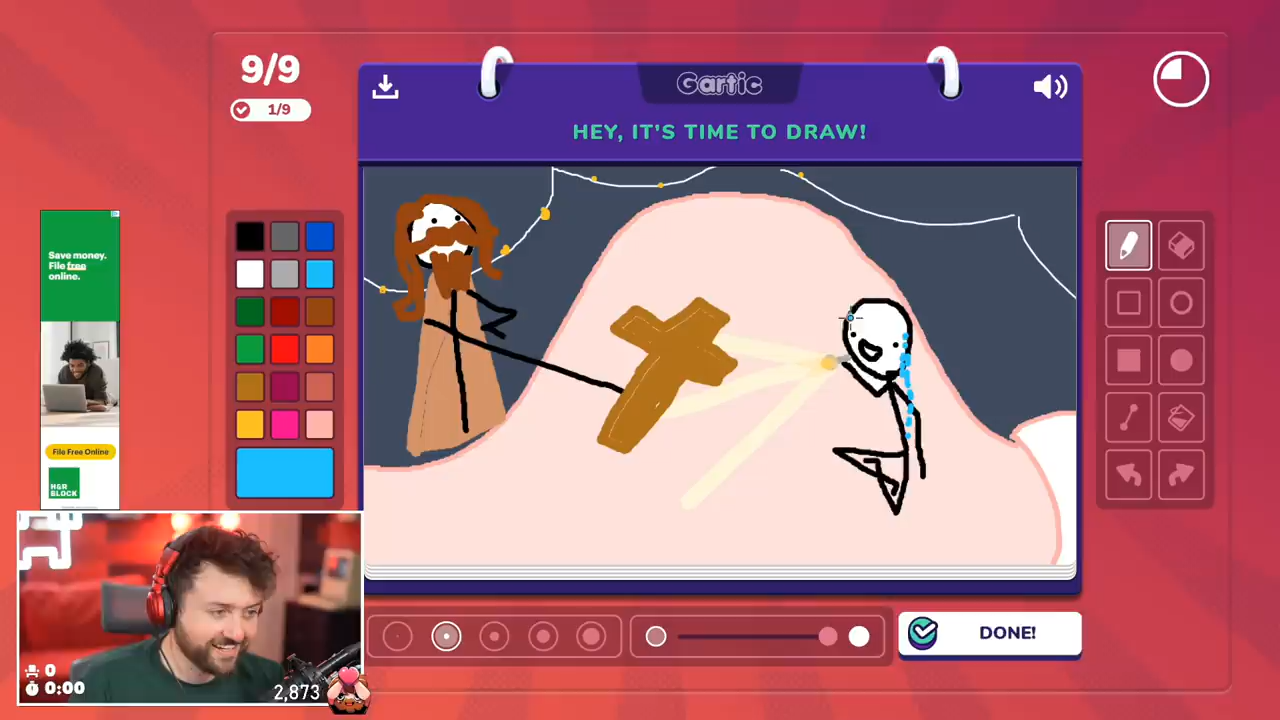 9/9
1/9
Gartic
HEY, IT'S TIME TO DRAW!
Save money.
File free
online.
File Free Online
H&R
BLOCK
0
0:00
2,873
DONE!